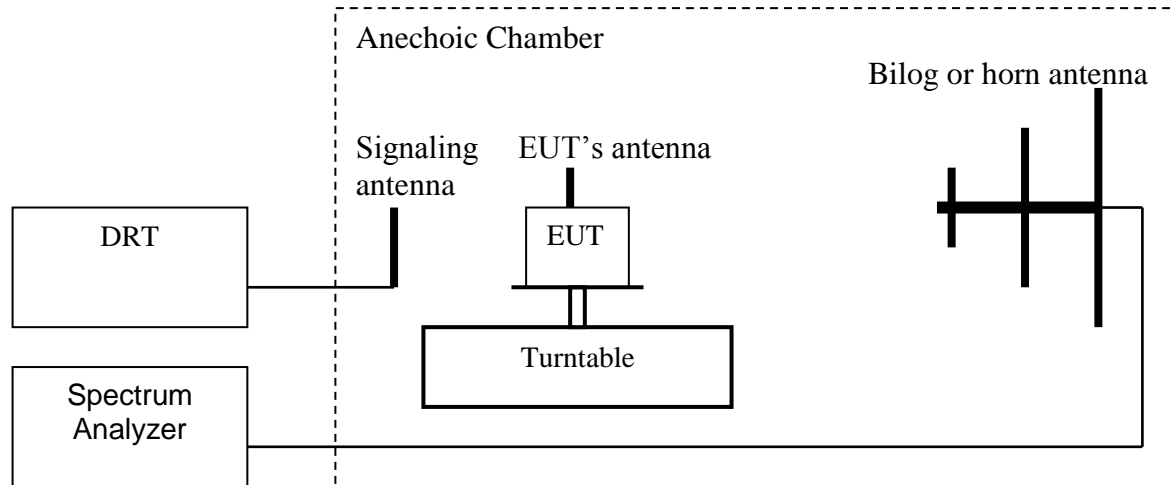 Anechoic Chamber
Bilog or horn antenna
Signaling
antenna
EUT’s antenna
DRT
EUT
Turntable
Spectrum
Analyzer